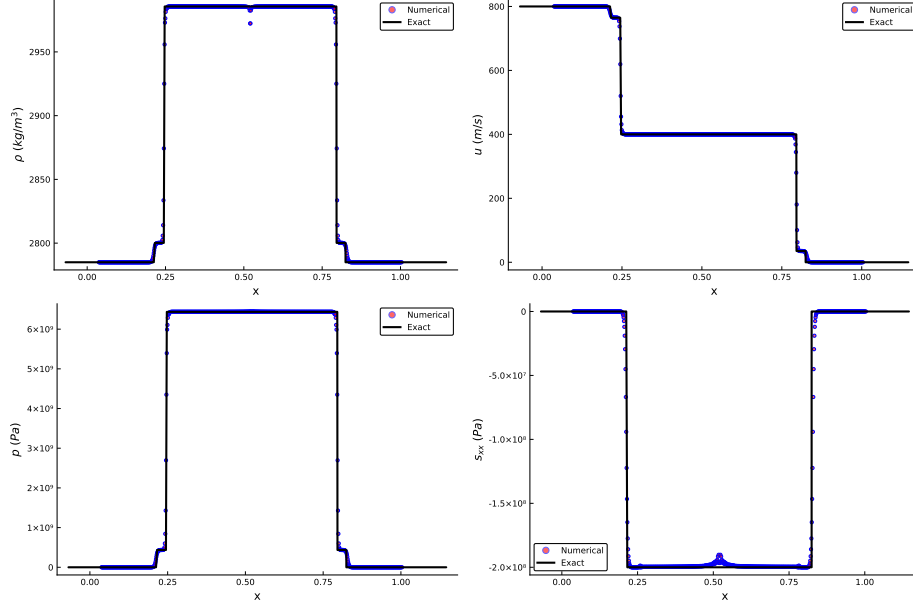 2950
2900
2850
2800
0.00 0.25 0.50 0.75 1.00
x
ρ (kg/m³)
Numerical
Exact
800
600
400
200
0
0.00 0.25 0.50 0.75 1.00
x
u (m/s)
Numerical
Exact
6×10⁹
5×10⁹
4×10⁹
3×10⁹
2×10⁹
1×10⁹
0
0.00 0.25 0.50 0.75 1.00
x
p (Pa)
Numerical
Exact
0
-5.0×10⁷
-1.0×10⁸
-1.5×10⁸
-2.0×10⁸
0.00 0.25 0.50 0.75 1.00
x
sₓₓ (Pa)
Numerical
Exact